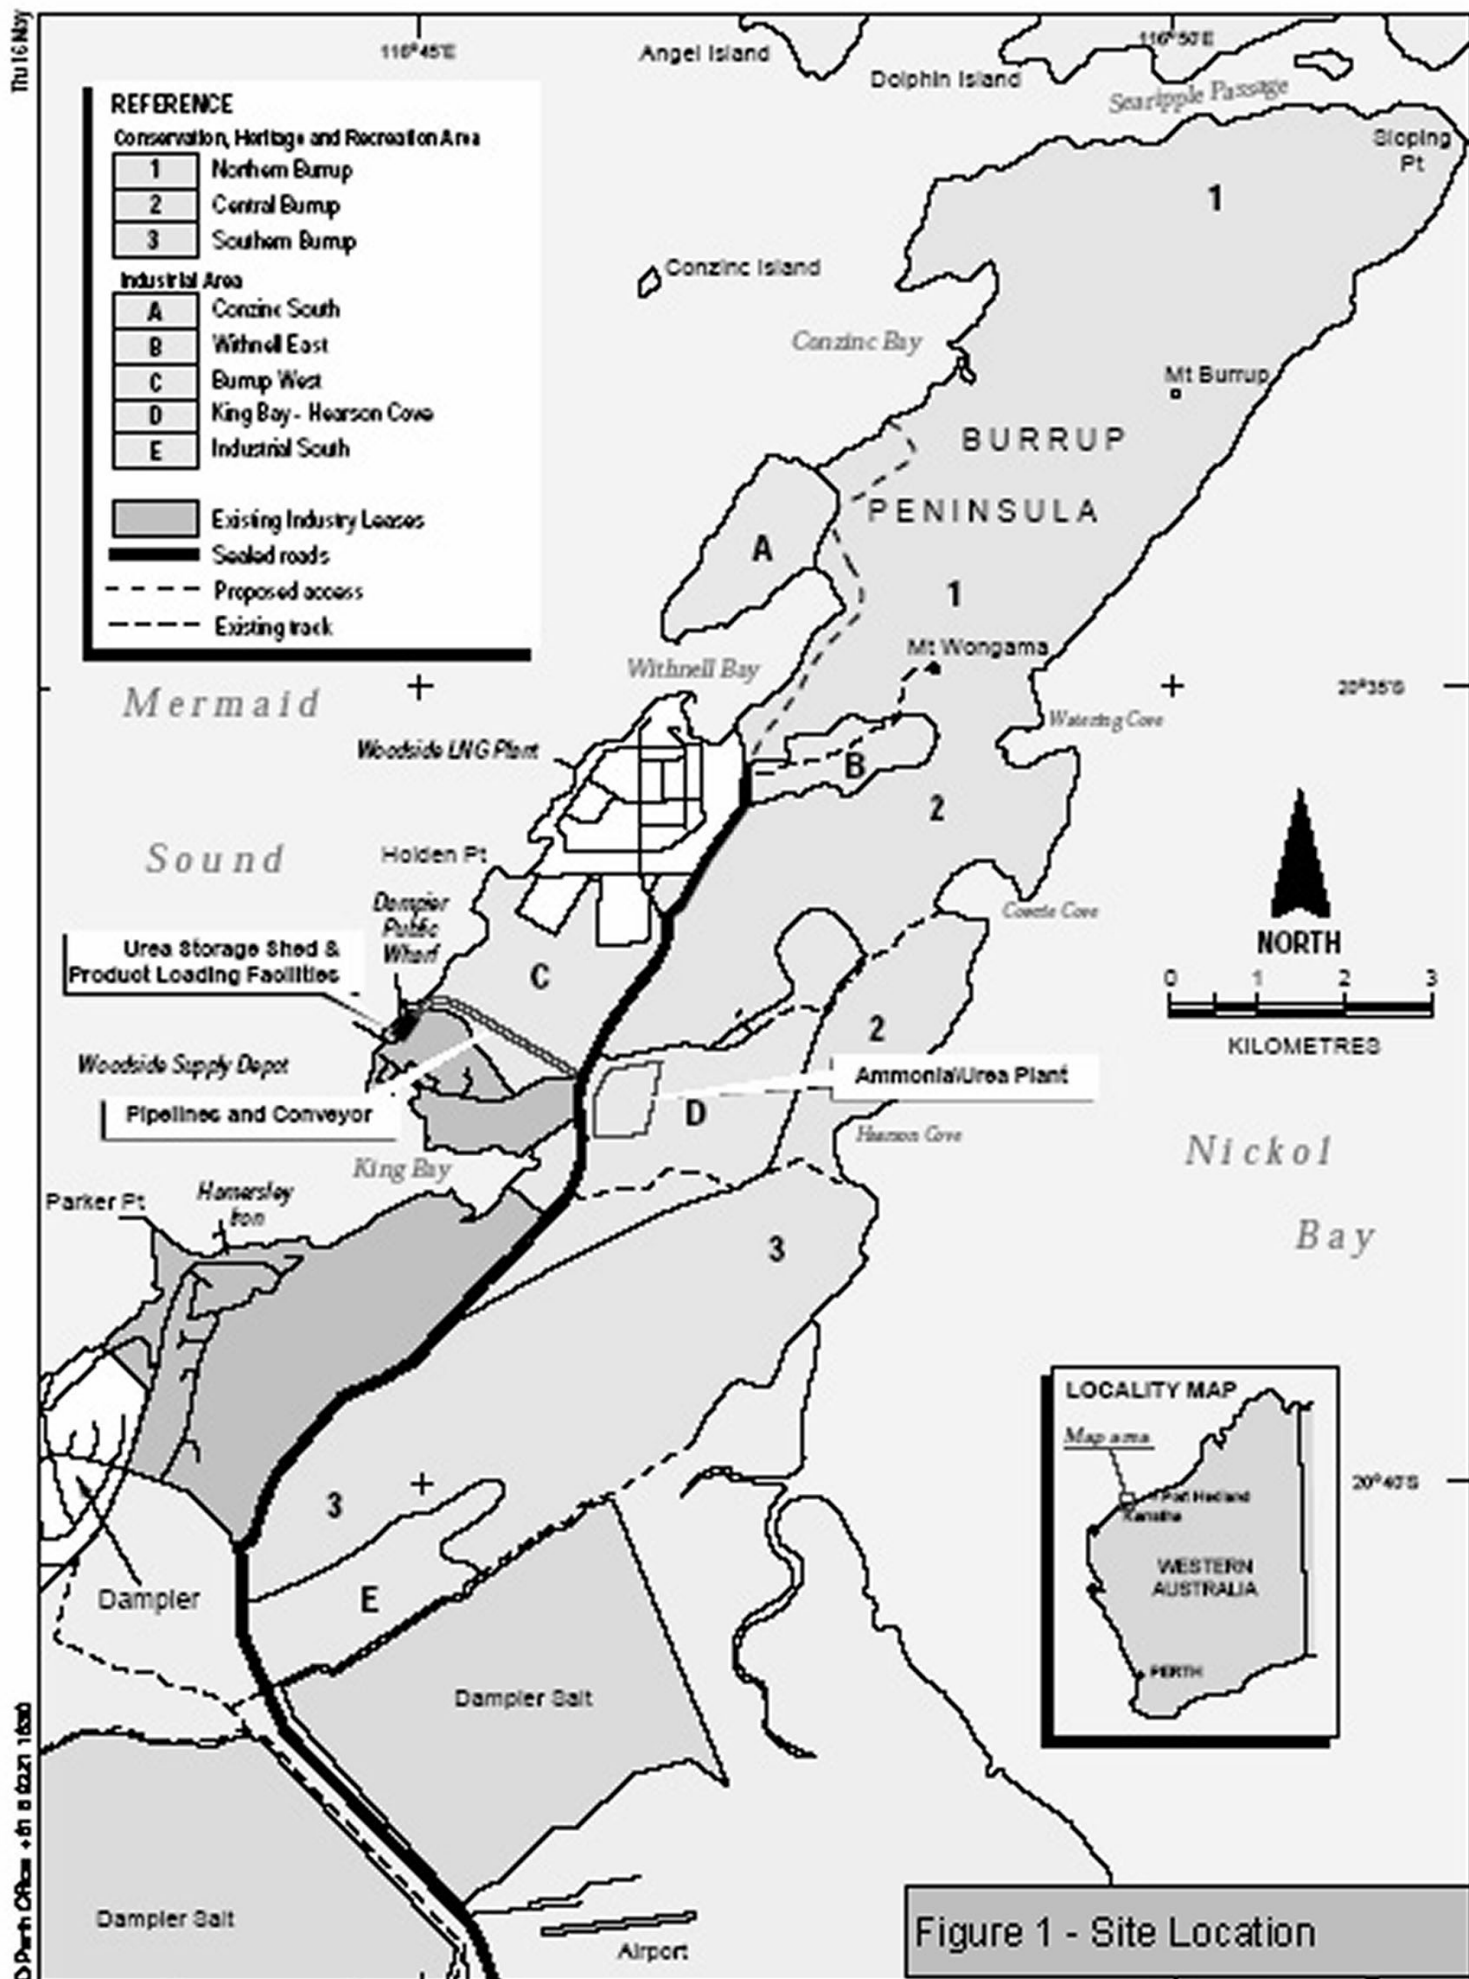 Thu 16 May
116°45'E
Angel Island
116°50'E
Dolphin Island
Searipple Passage
Sloping
Pt
REFERENCE
Conservation, Heritage and Recreation Area
1 Northern Burrup
2 Central Burrup
3 Southern Burrup
Industrial Area
A Conzinc South
B Withnell East
C Burrup West
D King Bay - Hearson Cove
E Industrial South
Existing Industry Leases
Sealed roads
Proposed access
Existing track
1
Conzinc Island
Conzinc Bay
Mt Burrup
BURRUP
PENINSULA
A
1
Mt Wongama
Withnell Bay
20°35'S
Mermaid
Watering Cove
Woodside LNG Plant
B
2
Sound
Holden Pt
Dampier
Public
Wharf
Cowrie Cove
NORTH
Urea Storage Shed &
Product Loading Facilities
C
0 1 2 3
KILOMETRES
2
Woodside Supply Depot
Ammonia\Urea Plant
Pipelines and Conveyor
D
Hearson Cove
Nickol
Bay
King Bay
Parker Pt
Hamersley
Iron
3
LOCALITY MAP
Map area
Port Hedland
Karratha
WESTERN
AUSTRALIA
PERTH
20°40'S
3
E
Dampier
Dampier Salt
Dampier Salt
Airport
Figure 1 - Site Location
Perth Office